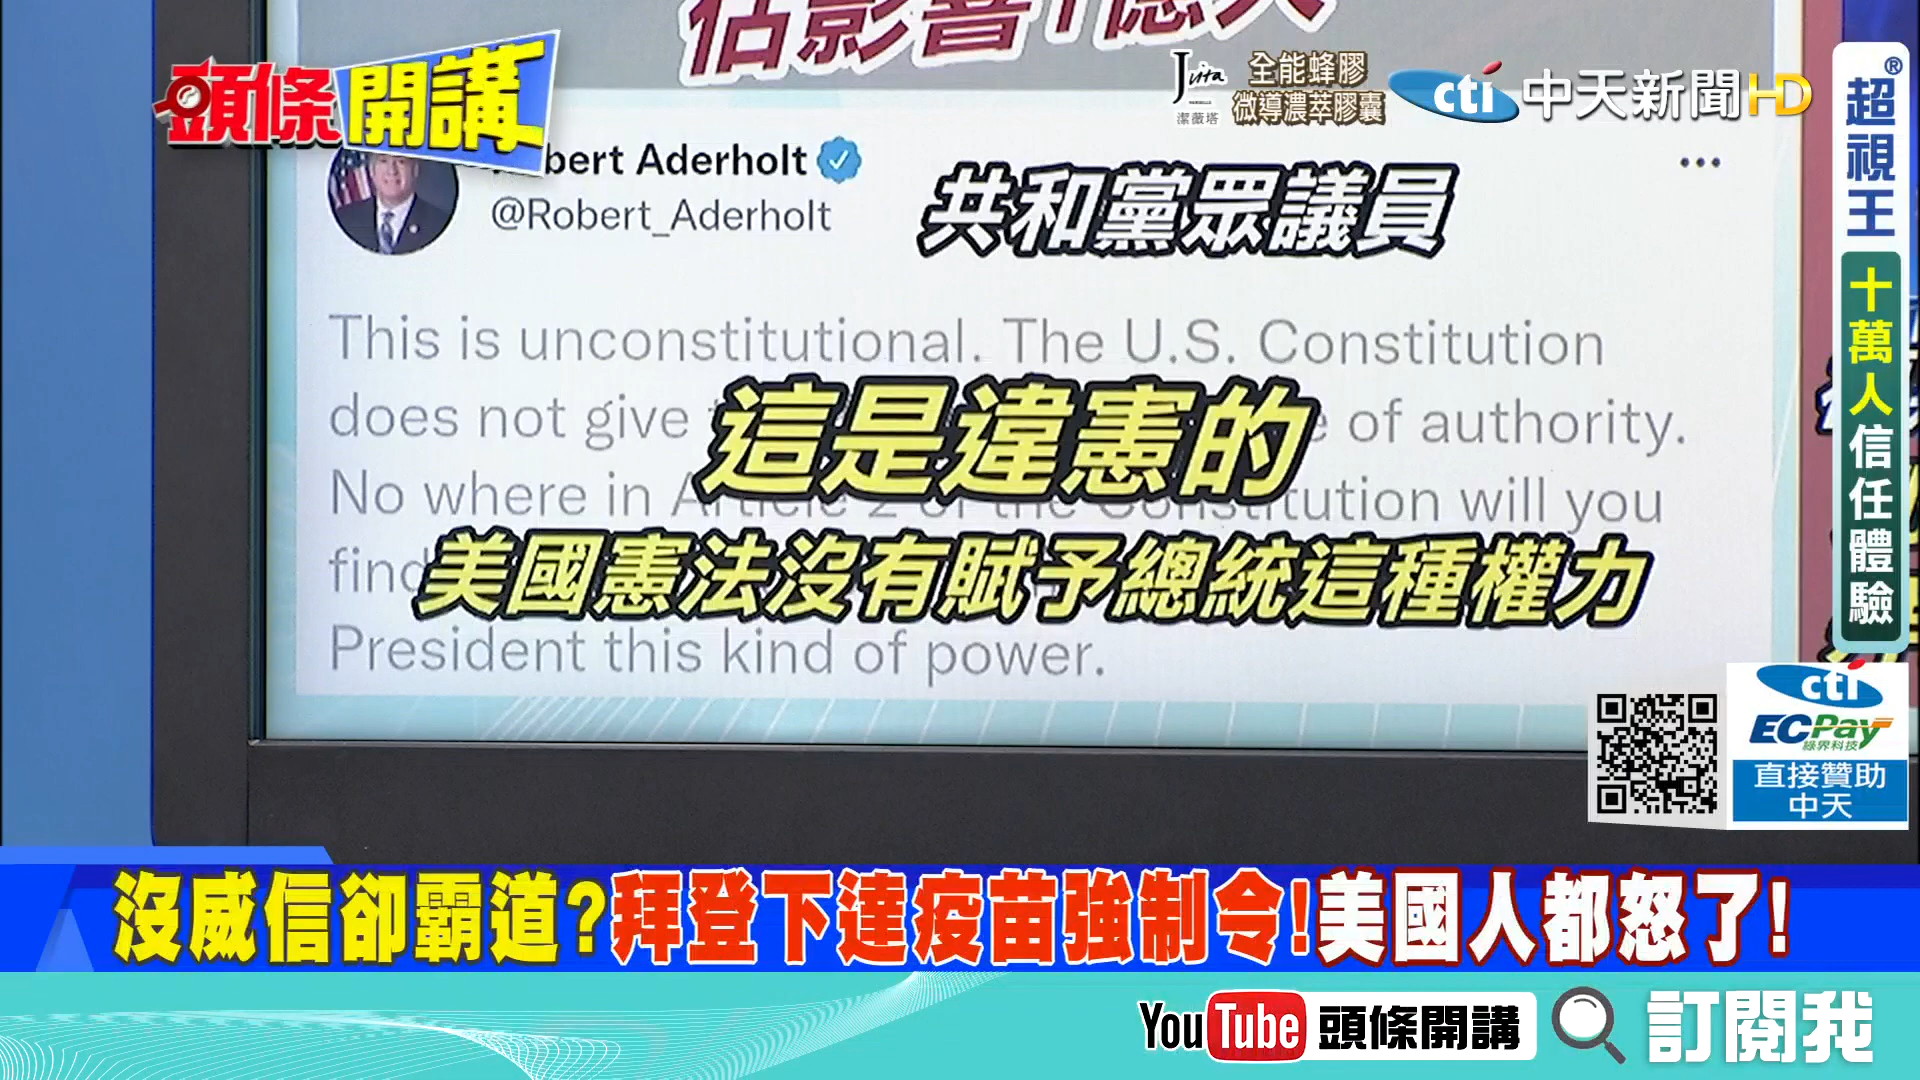 估影響1億人
頭條開講
Jvita
潔薇塔
全能蜂膠
微導濃萃膠囊
cti 中天新聞HD
bert Aderholt
@Robert_Aderholt
共和黨眾議員
This is unconstitutional. The U.S. Constitution
does not give
of authority.
這是違憲的
No where in Article 2 of the Constitution will you
find
美國憲法沒有賦予總統這種權力
President this kind of power.
超視王®
十萬人信任體驗
cti
ECPay
綠界科技
直接贊助
中天
沒威信卻霸道?拜登下達疫苗強制令!美國人都怒了!
YouTube 頭條開講 訂閱我